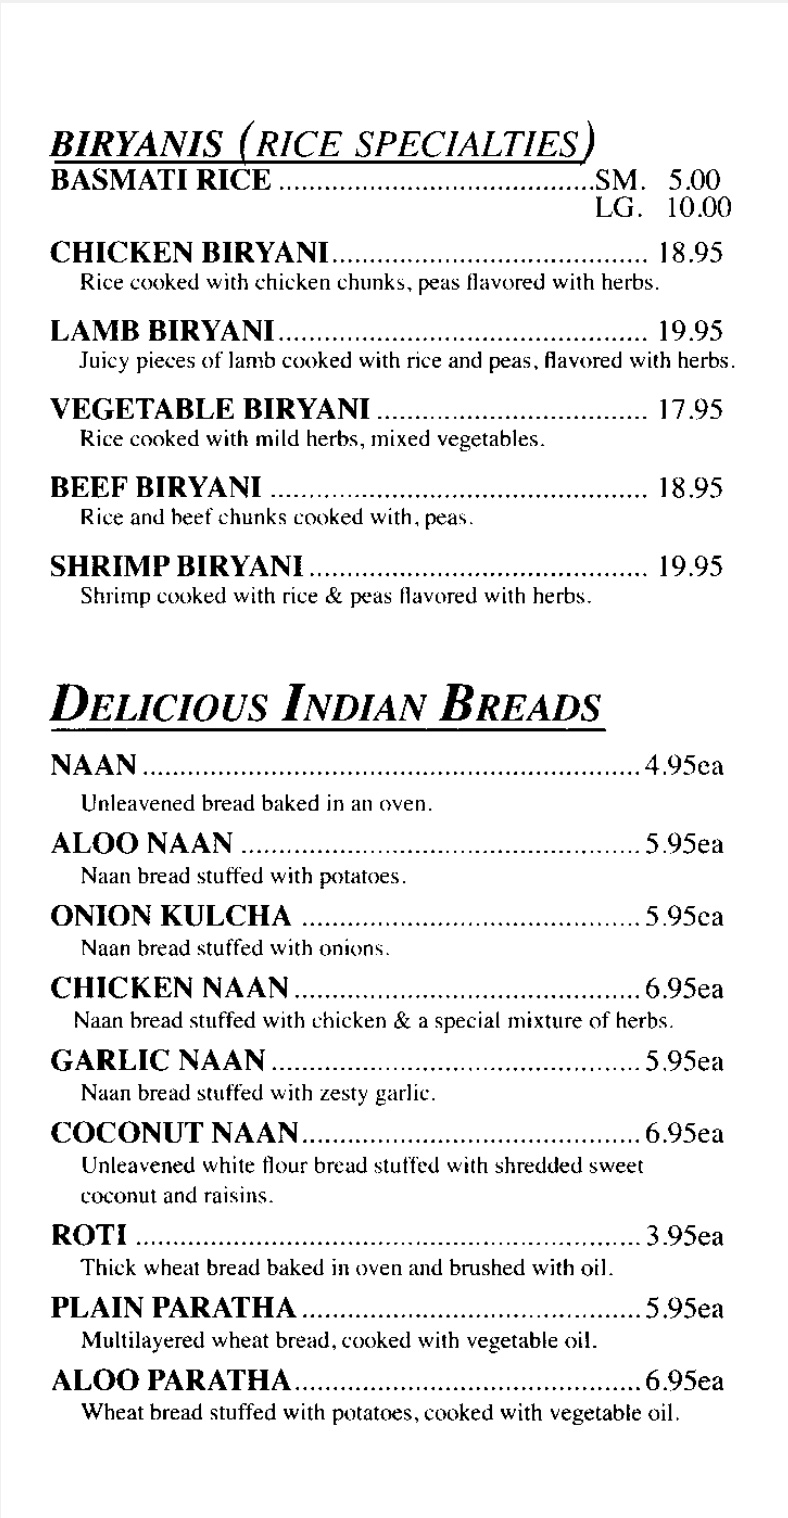 BIRYANIS (RICE SPECIALTIES)
BASMATI RICE ..........................................SM. 5.00
LG. 10.00
CHICKEN BIRYANI.......................................... 18.95
Rice cooked with chicken chunks, peas flavored with herbs.
LAMB BIRYANI................................................. 19.95
Juicy pieces of lamb cooked with rice and peas, flavored with herbs.
VEGETABLE BIRYANI .................................... 17.95
Rice cooked with mild herbs, mixed vegetables.
BEEF BIRYANI .................................................. 18.95
Rice and beef chunks cooked with, peas.
SHRIMP BIRYANI ............................................. 19.95
Shrimp cooked with rice & peas flavored with herbs.
DELICIOUS INDIAN BREADS
NAAN ..................................................................4.95ea
Unleavened bread baked in an oven.
ALOO NAAN .....................................................5.95ea
Naan bread stuffed with potatoes.
ONION KULCHA .............................................5.95ea
Naan bread stuffed with onions.
CHICKEN NAAN ..............................................6.95ea
Naan bread stuffed with chicken & a special mixture of herbs.
GARLIC NAAN .................................................5.95ea
Naan bread stuffed with zesty garlic.
COCONUT NAAN.............................................6.95ea
Unleavened white flour bread stuffed with shredded sweet
coconut and raisins.
ROTI ...................................................................3.95ea
Thick wheat bread baked in oven and brushed with oil.
PLAIN PARATHA .............................................5.95ea
Multilayered wheat bread, cooked with vegetable oil.
ALOO PARATHA..............................................6.95ea
Wheat bread stuffed with potatoes, cooked with vegetable oil.